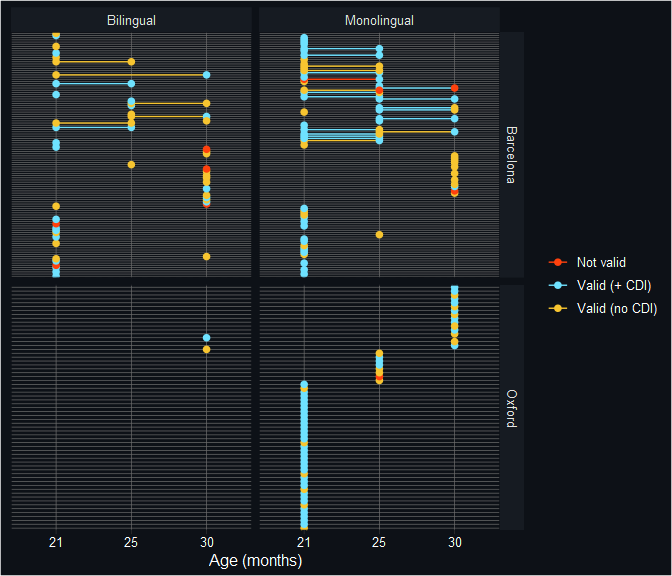 Bilingual
Monolingual
Barcelona
Oxford
Not valid
Valid (+ CDI)
Valid (no CDI)
21 25 30 21 25 30
Age (months)